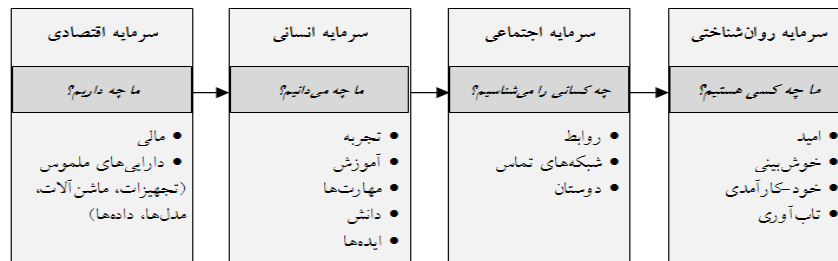 سرمایه اقتصادی
ما چه داریم؟
• مالی
• دارایی‌های ملموس
(تجهیزات، ماشن‌آلات،
مدل‌ها، داده‌ها)
سرمایه انسانی
ما چه می‌دانیم؟
• تجربه
• آموزش
• مهارت‌ها
• دانش
• ایده‌ها
سرمایه اجتماعی
چه کسانی را می‌شناسیم؟
• روابط
• شبکه‌های تماس
• دوستان
سرمایه روان‌شناختی
ما چه کسی هستیم؟
• امید
• خوش‌بینی
• خود-کارآمدی
• تاب‌آوری